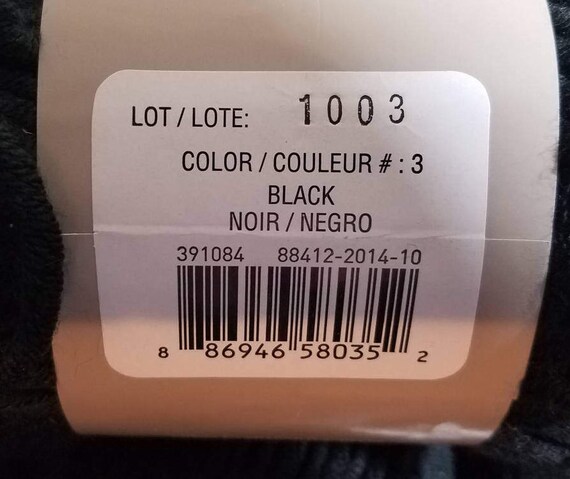 LOT / LOTE: 1003
COLOR / COULEUR # : 3
BLACK
NOIR / NEGRO
391084 88412-2014-10
8 86946 58035 2